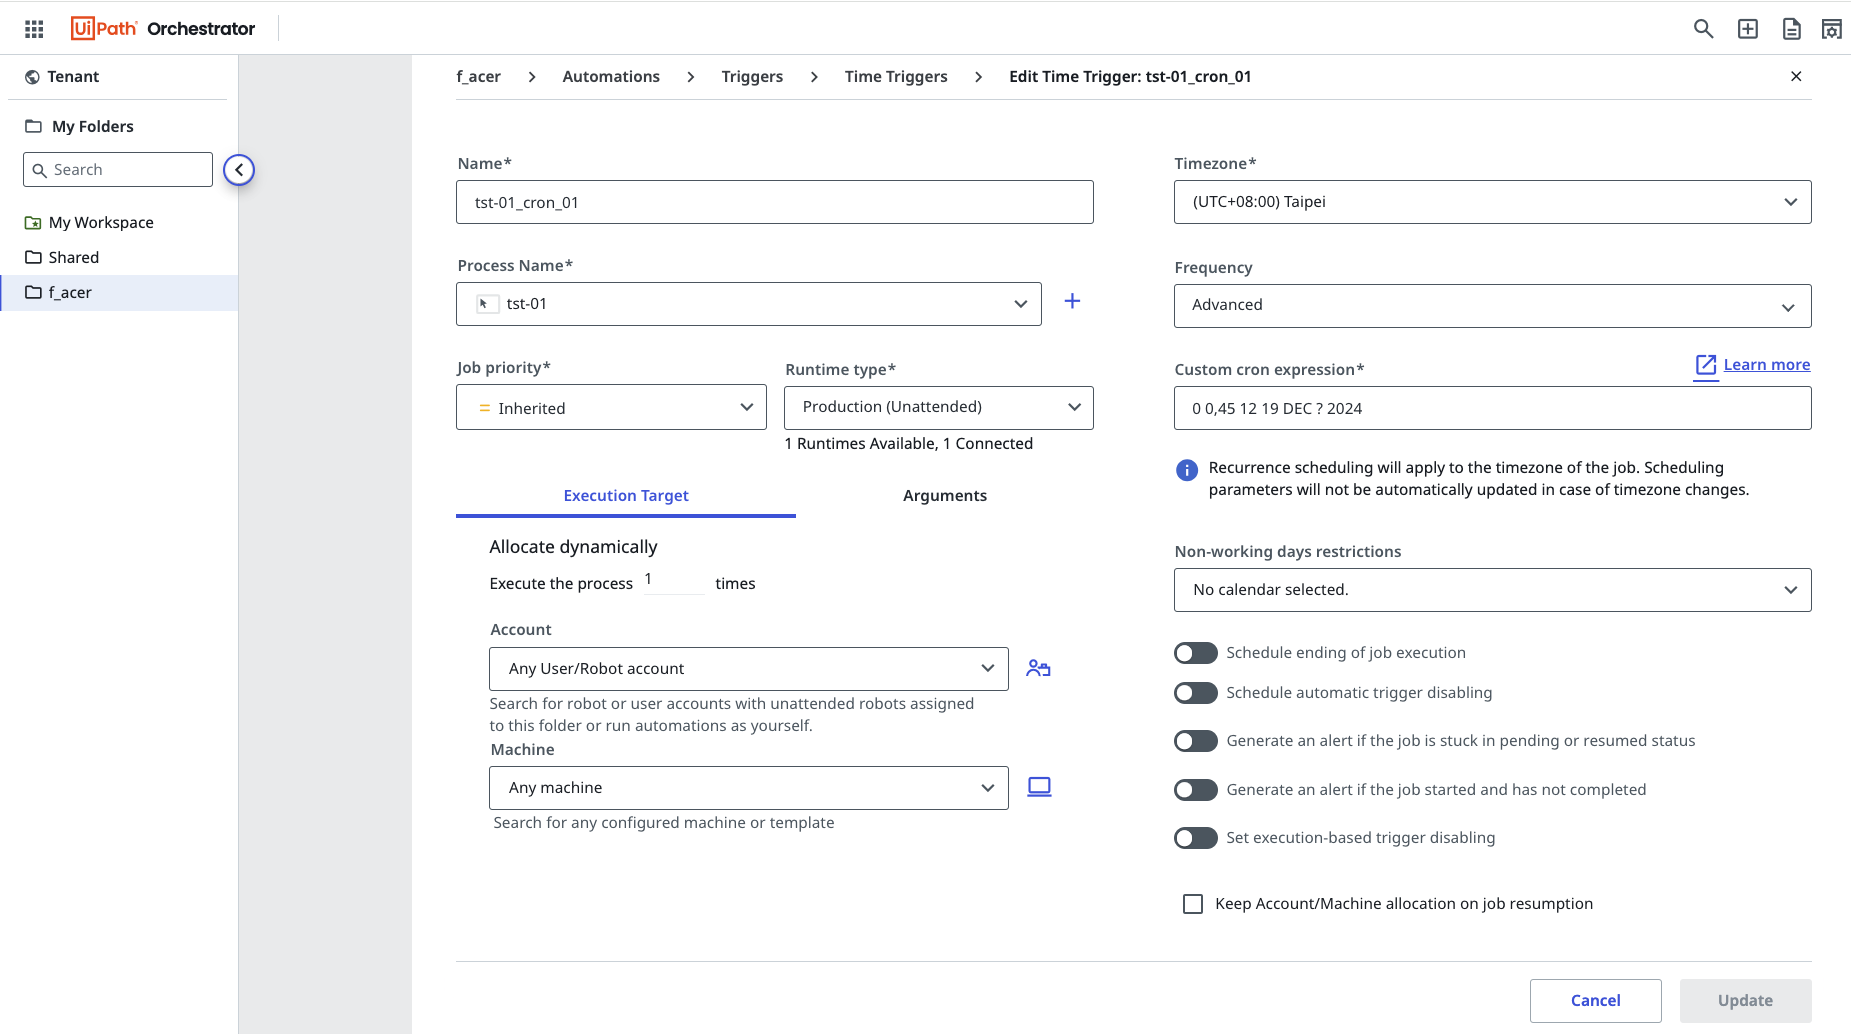 UiPath Orchestrator
Tenant
f_acer > Automations > Triggers > Time Triggers > Edit Time Trigger: tst-01_cron_01
My Folders
Search
My Workspace
Shared
f_acer
Name*
tst-01_cron_01
Process Name*
tst-01
Job priority*
Inherited
Runtime type*
Production (Unattended)
1 Runtimes Available, 1 Connected
Execution Target
Arguments
Allocate dynamically
Execute the process 1 times
Account
Any User/Robot account
Search for robot or user accounts with unattended robots assigned
to this folder or run automations as yourself.
Machine
Any machine
Search for any configured machine or template
Timezone*
(UTC+08:00) Taipei
Frequency
Advanced
Custom cron expression*
Learn more
0 0,45 12 19 DEC ? 2024
Recurrence scheduling will apply to the timezone of the job. Scheduling
parameters will not be automatically updated in case of timezone changes.
Non-working days restrictions
No calendar selected.
Schedule ending of job execution
Schedule automatic trigger disabling
Generate an alert if the job is stuck in pending or resumed status
Generate an alert if the job started and has not completed
Set execution-based trigger disabling
Keep Account/Machine allocation on job resumption
Cancel
Update